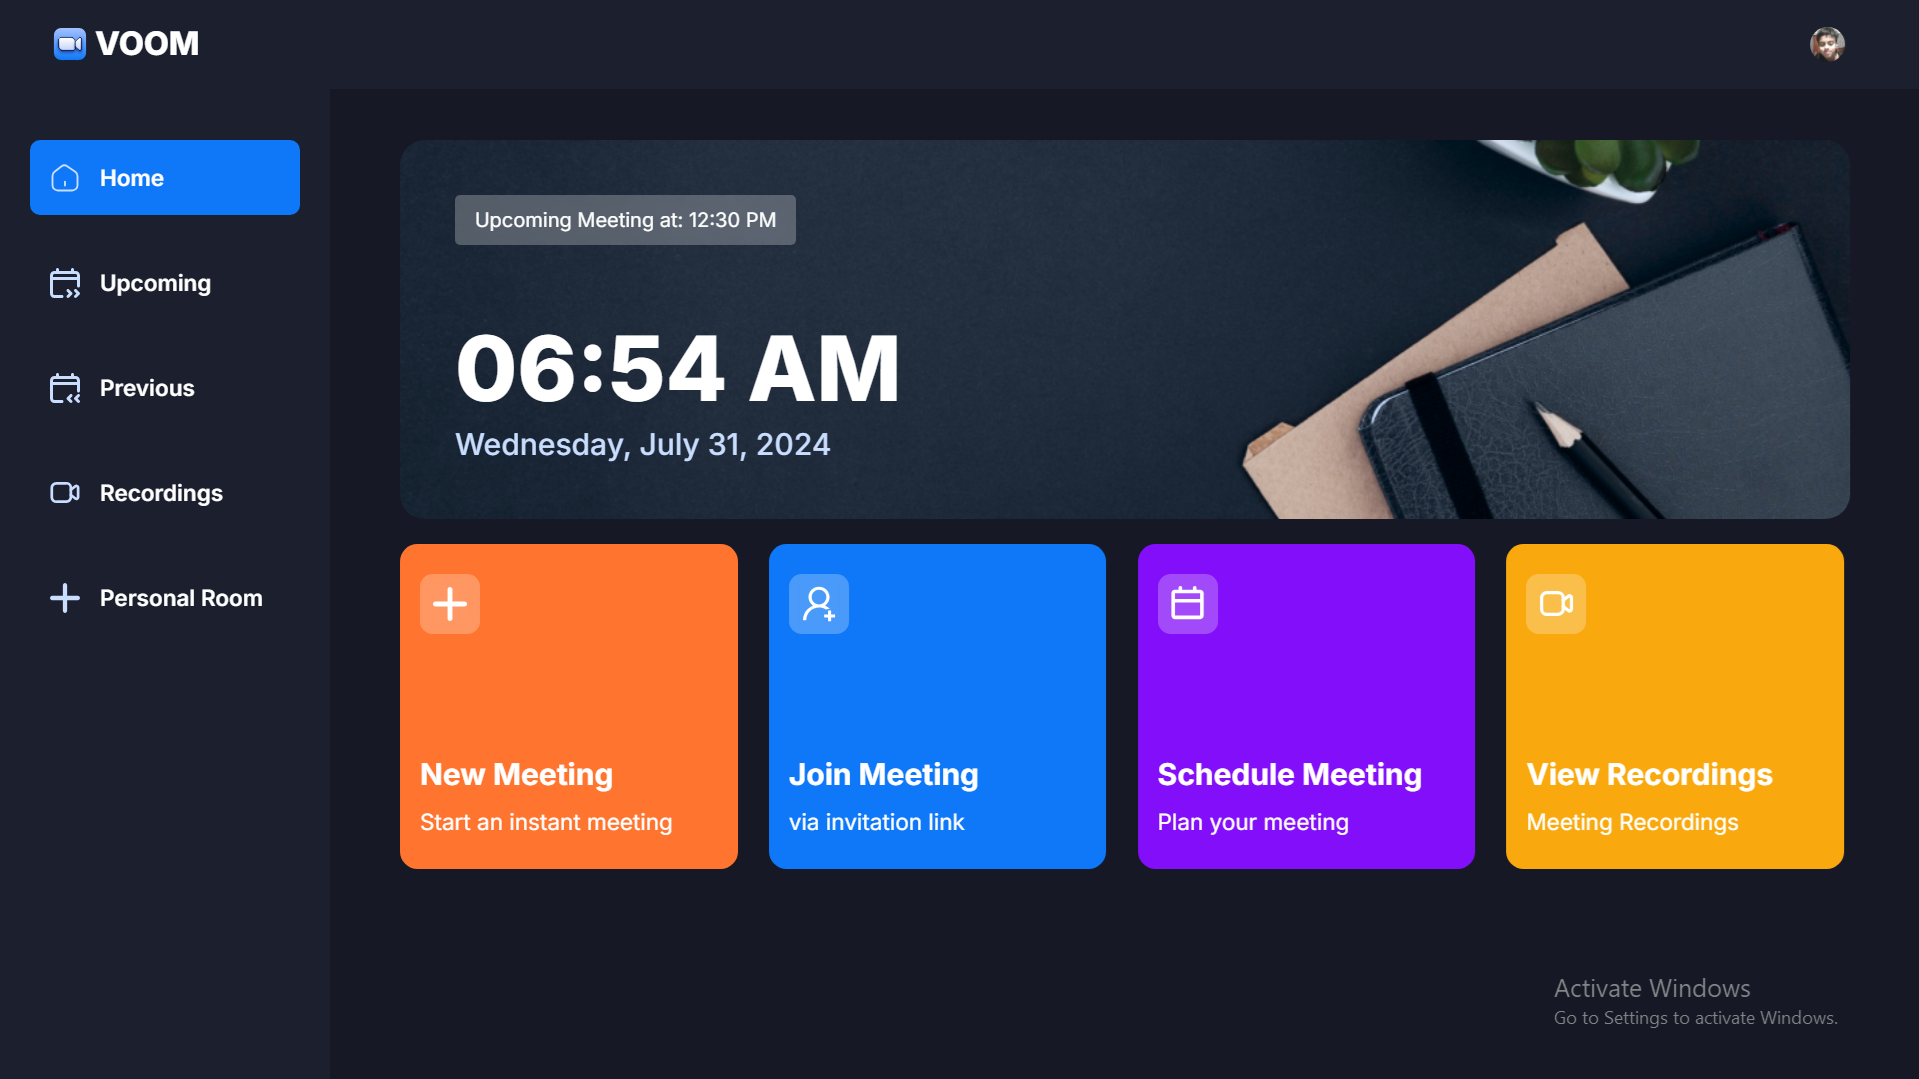 VOOM
Home
Upcoming
Previous
Recordings
Personal Room
Upcoming Meeting at: 12:30 PM
06:54 AM
Wednesday, July 31, 2024
New Meeting
Start an instant meeting
Join Meeting
via invitation link
Schedule Meeting
Plan your meeting
View Recordings
Meeting Recordings
Activate Windows
Go to Settings to activate Windows.